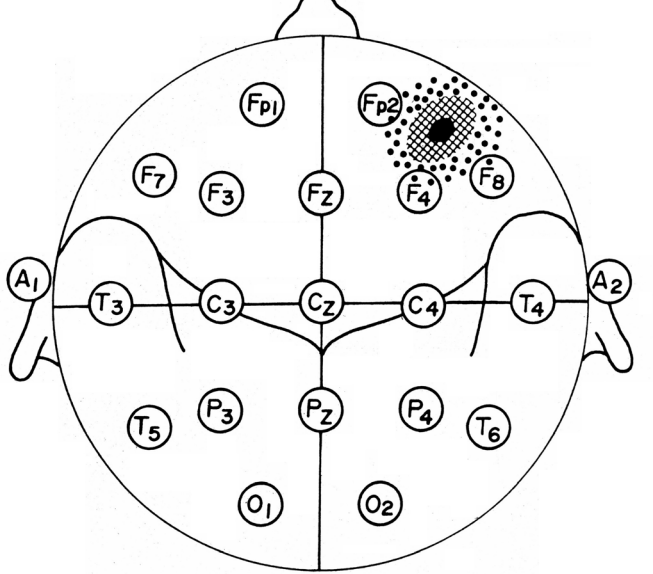 Fp1 Fp2
F7 F3 Fz F4 F8
A1 T3 C3 Cz C4 T4 A2
T5 P3 Pz P4 T6
O1 O2